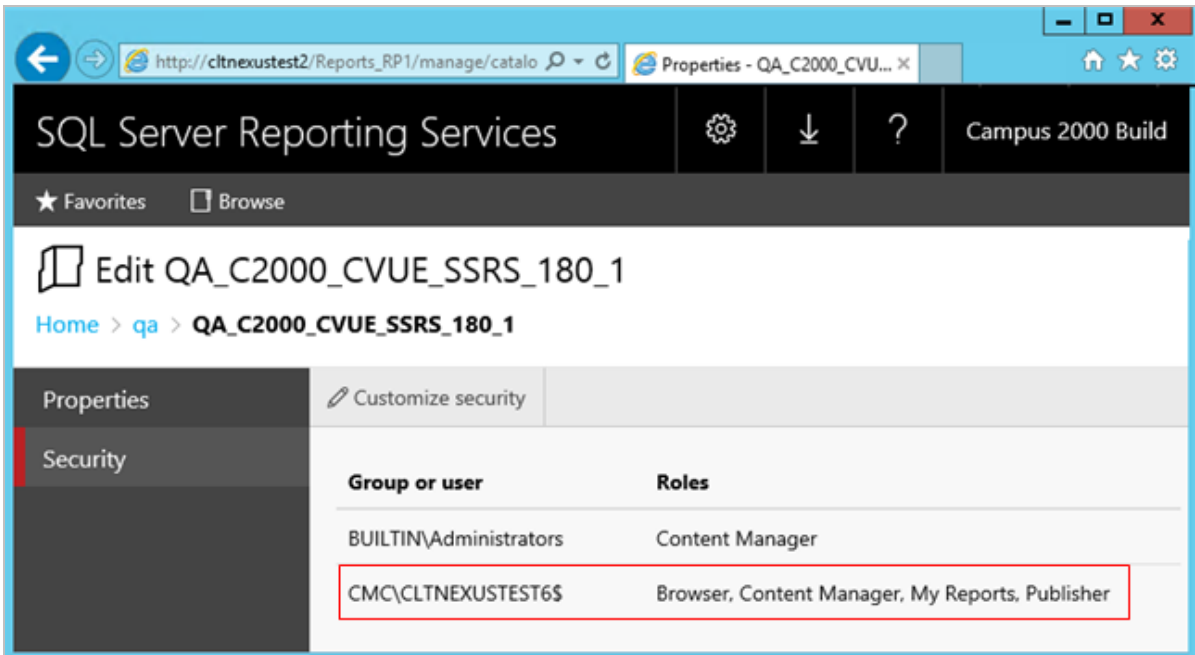 http://cltnexustest2/Reports_RP1/manage/catalo
Properties - QA_C2000_CVU...
SQL Server Reporting Services
?
Campus 2000 Build
Favorites
Browse
Edit QA_C2000_CVUE_SSRS_180_1
Home > qa > QA_C2000_CVUE_SSRS_180_1
Properties
Customize security
Security
Group or user Roles
BUILTIN\Administrators Content Manager
CMC\CLTNEXUSTEST6$ Browser, Content Manager, My Reports, Publisher